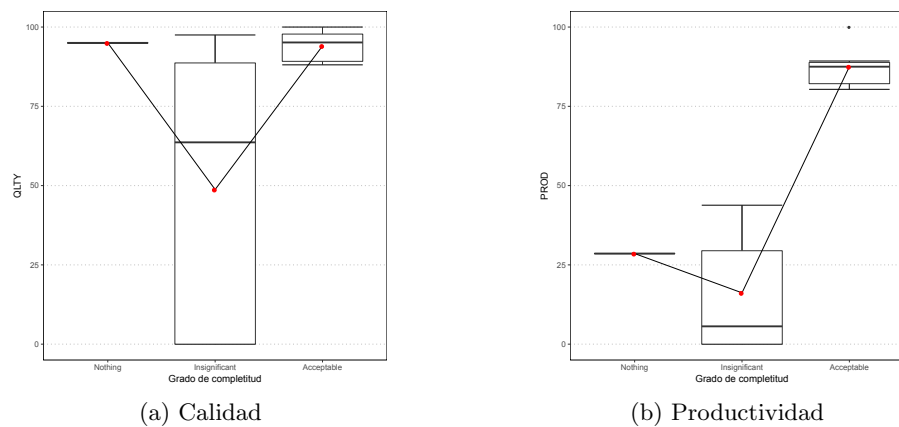 100
75
50
25
0
QLTY
Nothing Insignificant Acceptable
Grado de completitud
(a) Calidad
100
75
50
25
0
PROD
Nothing Insignificant Acceptable
Grado de completitud
(b) Productividad